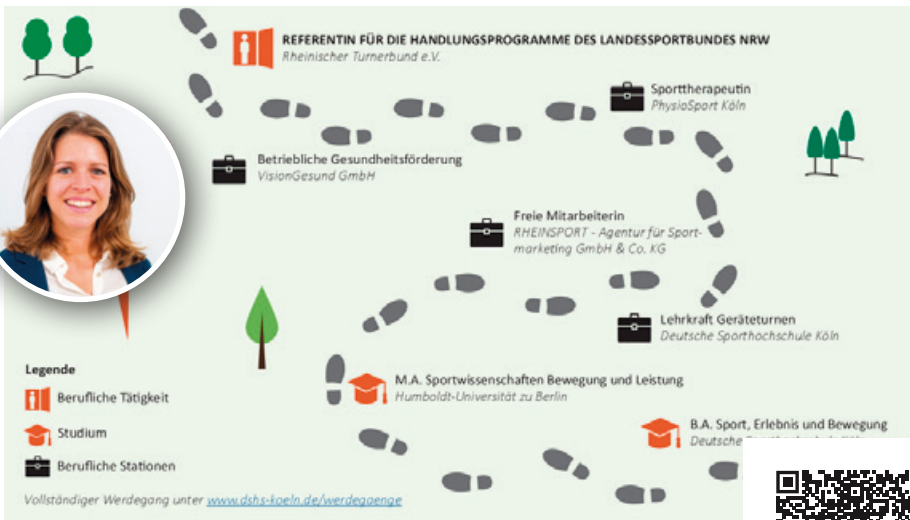 REFERENTIN FÜR DIE HANDLUNGSPROGRAMME DES LANDESSPORTBUNDES NRW
Rheinischer Turnerbund e.V.
Sporttherapeutin
PhysioSport Köln
Betriebliche Gesundheitsförderung
VisionGesund GmbH
Freie Mitarbeiterin
RHEINSPORT - Agentur für Sport-
marketing GmbH & Co. KG
Lehrkraft Geräteturnen
Deutsche Sporthochschule Köln
M.A. Sportwissenschaften Bewegung und Leistung
Humboldt-Universität zu Berlin
B.A. Sport, Erlebnis und Bewegung
Deutsche Sporthochschule Köln
Legende
Berufliche Tätigkeit
Studium
Berufliche Stationen
Vollständiger Werdegang unter www.dshs-koeln.de/werdegaenge